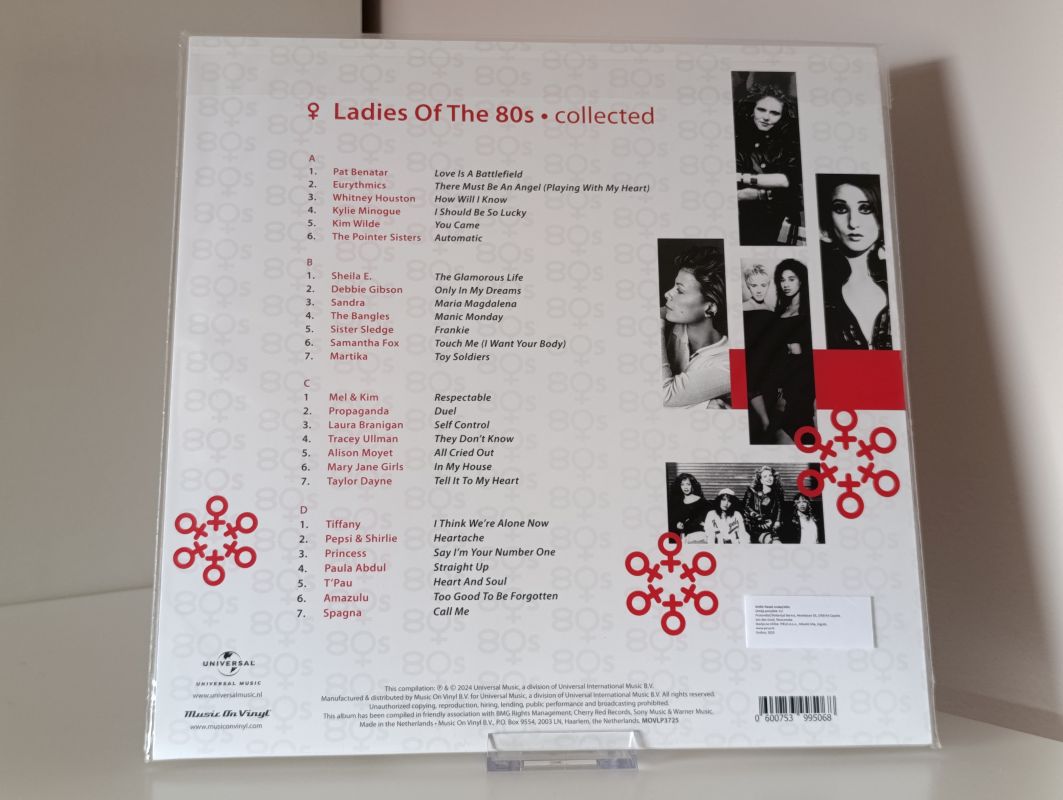 ♀ Ladies Of The 80s • collected
A
1. Pat Benatar Love Is A Battlefield
2. Eurythmics There Must Be An Angel (Playing With My Heart)
3. Whitney Houston How Will I Know
4. Kylie Minogue I Should Be So Lucky
5. Kim Wilde You Came
6. The Pointer Sisters Automatic
B
1. Sheila E. The Glamorous Life
2. Debbie Gibson Only In My Dreams
3. Sandra Maria Magdalena
4. The Bangles Manic Monday
5. Sister Sledge Frankie
6. Samantha Fox Touch Me (I Want Your Body)
7. Martika Toy Soldiers
C
1 Mel & Kim Respectable
2. Propaganda Duel
3. Laura Branigan Self Control
4. Tracey Ullman They Don't Know
5. Alison Moyet All Cried Out
6. Mary Jane Girls In My House
7. Taylor Dayne Tell It To My Heart
D
1. Tiffany I Think We're Alone Now
2. Pepsi & Shirlie Heartache
3. Princess Say I'm Your Number One
4. Paula Abdul Straight Up
5. T'Pau Heart And Soul
6. Amazulu Too Good To Be Forgotten
7. Spagna Call Me
UNIVERSAL
UNIVERSAL MUSIC
www.universalmusic.nl
Music On Vinyl
www.musiconvinyl.com
This compilation: ℗ & © 2024 Universal Music, a division of Universal International Music B.V.
Manufactured & distributed by Music On Vinyl B.V. for Universal Music, a division of Universal International Music B.V. All rights reserved.
Unauthorized copying, reproduction, hiring, lending, public performance and broadcasting prohibited.
This album has been compiled in friendly association with BMG Rights Management, Cherry Red Records, Sony Music & Warner Music.
Made in the Netherlands • Music On Vinyl B.V., P.O. Box 9554, 2003 LN, Haarlem, the Netherlands. MOVLP3725
0 600753 995068